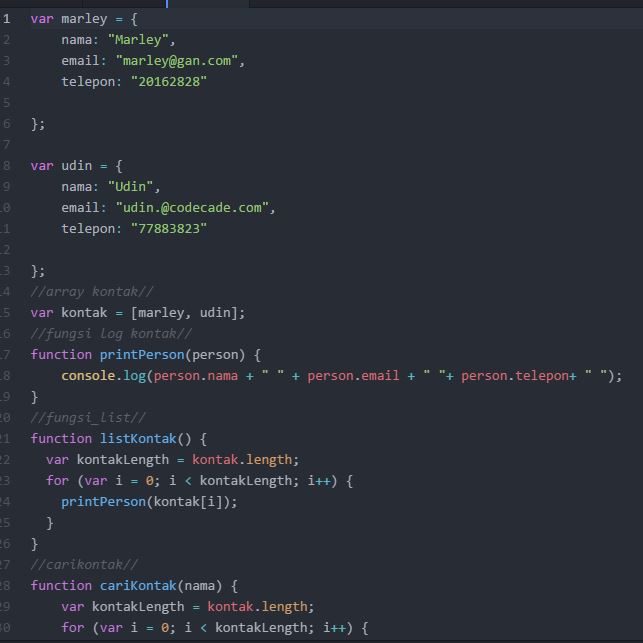 1 var marley = {
2 nama: "Marley",
3 email: "marley@gan.com",
4 telepon: "20162828"
5
6 };
7
8 var udin = {
9 nama: "Udin",
10 email: "udin.@codecade.com",
11 telepon: "77883823"
12
13 };
14 //array kontak//
15 var kontak = [marley, udin];
16 //fungsi log kontak//
17 function printPerson(person) {
18 console.log(person.nama + " " + person.email + " "+ person.telepon+ " ");
19 }
20 //fungsi_list//
21 function listKontak() {
22 var kontakLength = kontak.length;
23 for (var i = 0; i < kontakLength; i++) {
24 printPerson(kontak[i]);
25 }
26 }
27 //carikontak//
28 function cariKontak(nama) {
29 var kontakLength = kontak.length;
30 for (var i = 0; i < kontakLength; i++) {